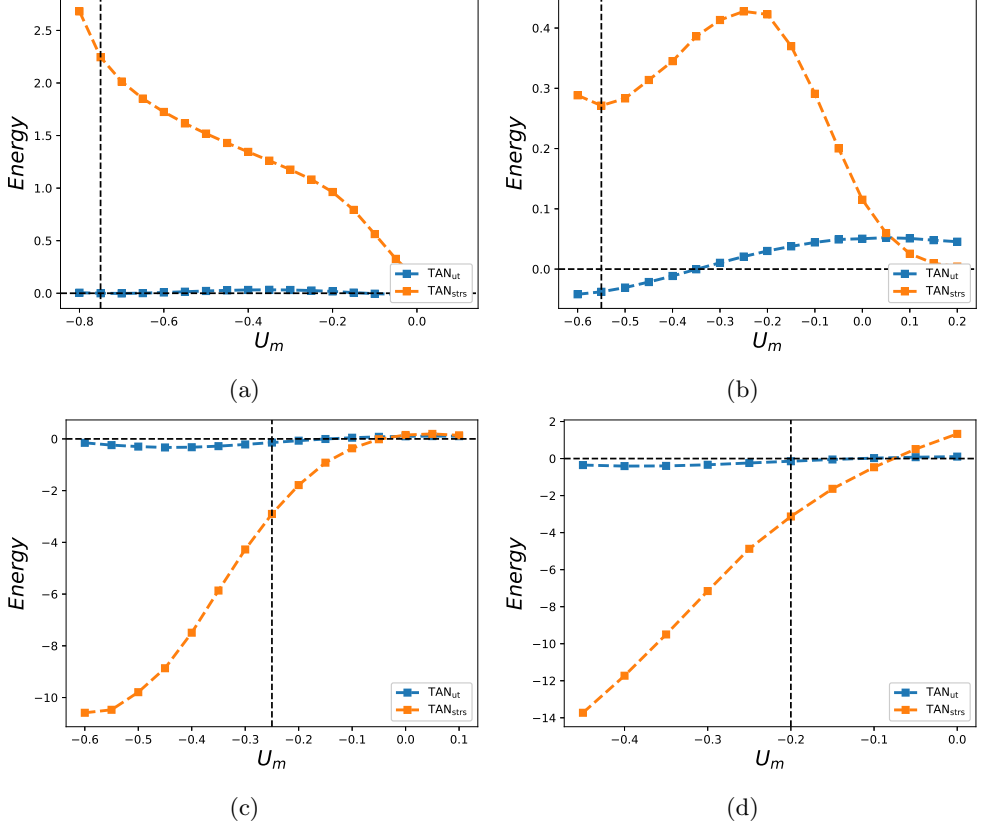 2.5
2.0
1.5
1.0
0.5
0.0
Energy
−0.8
−0.6
−0.4
−0.2
0.0
U_m
TAN_ut
TAN_strs
(a)
0.4
0.3
0.2
0.1
0.0
Energy
−0.6
−0.5
−0.4
−0.3
−0.2
−0.1
0.0
0.1
0.2
U_m
TAN_ut
TAN_strs
(b)
0
−2
−4
−6
−8
−10
Energy
−0.6
−0.5
−0.4
−0.3
−0.2
−0.1
0.0
0.1
U_m
TAN_ut
TAN_strs
(c)
2
0
−2
−4
−6
−8
−10
−12
−14
Energy
−0.4
−0.3
−0.2
−0.1
0.0
U_m
TAN_ut
TAN_strs
(d)